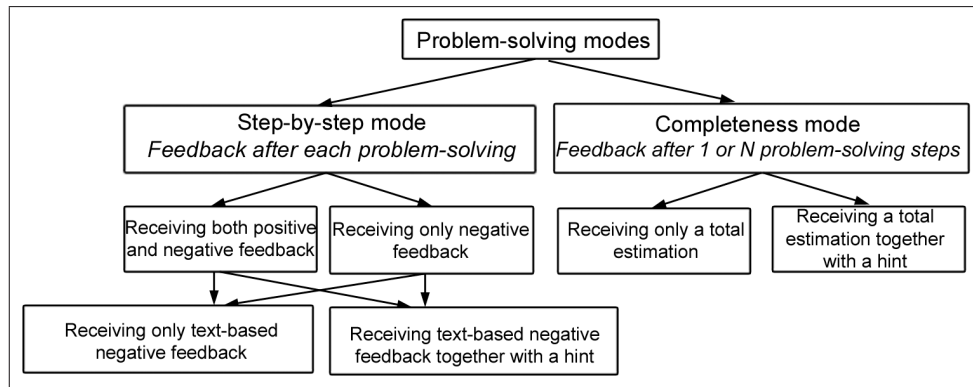 Problem-solving modes
Step-by-step mode
Feedback after each problem-solving
Completeness mode
Feedback after 1 or N problem-solving steps
Receiving both positive
and negative feedback
Receiving only negative
feedback
Receiving only a total
estimation
Receiving a total
estimation together
with a hint
Receiving only text-based
negative feedback
Receiving text-based negative
feedback together with a hint